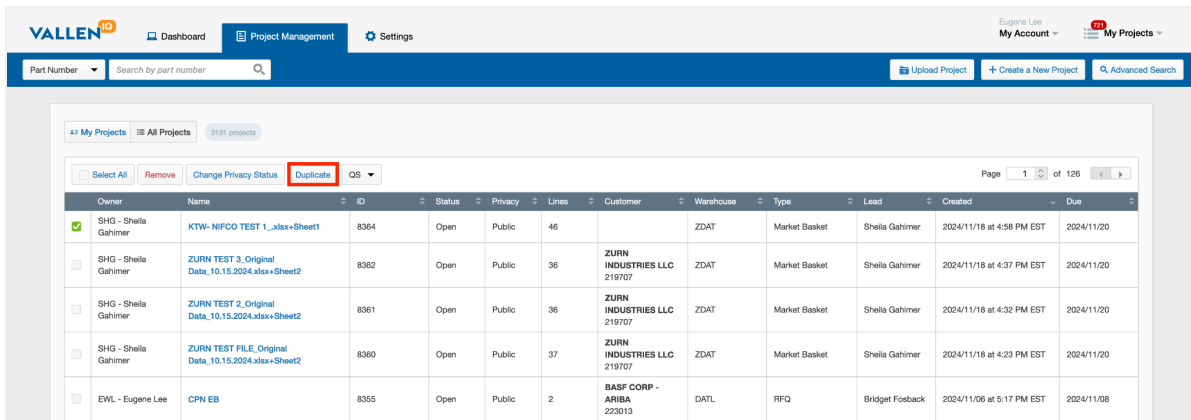 VALLEN IQ
Dashboard
Project Management
Settings
Eugene Lee
My Account
721
My Projects
Part Number
Search by part number
Upload Project
+ Create a New Project
Advanced Search
My Projects
All Projects
3131 projects
Select All
Remove
Change Privacy Status
Duplicate
QS
Page 1 of 126
Owner Name ID Status Privacy Lines Customer Warehouse Type Lead Created Due
SHG - Sheila
Gahimer
KTW- NIFCO TEST 1_.xlsx+Sheet1
8364
Open
Public
46
ZDAT
Market Basket
Sheila Gahimer
2024/11/18 at 4:58 PM EST
2024/11/20
SHG - Sheila
Gahimer
ZURN TEST 3_Original
Data_10.15.2024.xlsx+Sheet2
8362
Open
Public
36
ZURN
INDUSTRIES LLC
219707
ZDAT
Market Basket
Sheila Gahimer
2024/11/18 at 4:37 PM EST
2024/11/20
SHG - Sheila
Gahimer
ZURN TEST 2_Original
Data_10.15.2024.xlsx+Sheet2
8361
Open
Public
36
ZURN
INDUSTRIES LLC
219707
ZDAT
Market Basket
Sheila Gahimer
2024/11/18 at 4:32 PM EST
2024/11/20
SHG - Sheila
Gahimer
ZURN TEST FILE_Original
Data_10.15.2024.xlsx+Sheet2
8360
Open
Public
37
ZURN
INDUSTRIES LLC
219707
ZDAT
Market Basket
Sheila Gahimer
2024/11/18 at 4:23 PM EST
2024/11/20
EWL - Eugene Lee
CPN EB
8355
Open
Public
2
BASF CORP -
ARIBA
223013
DATL
RFQ
Bridget Fosback
2024/11/06 at 5:17 PM EST
2024/11/08